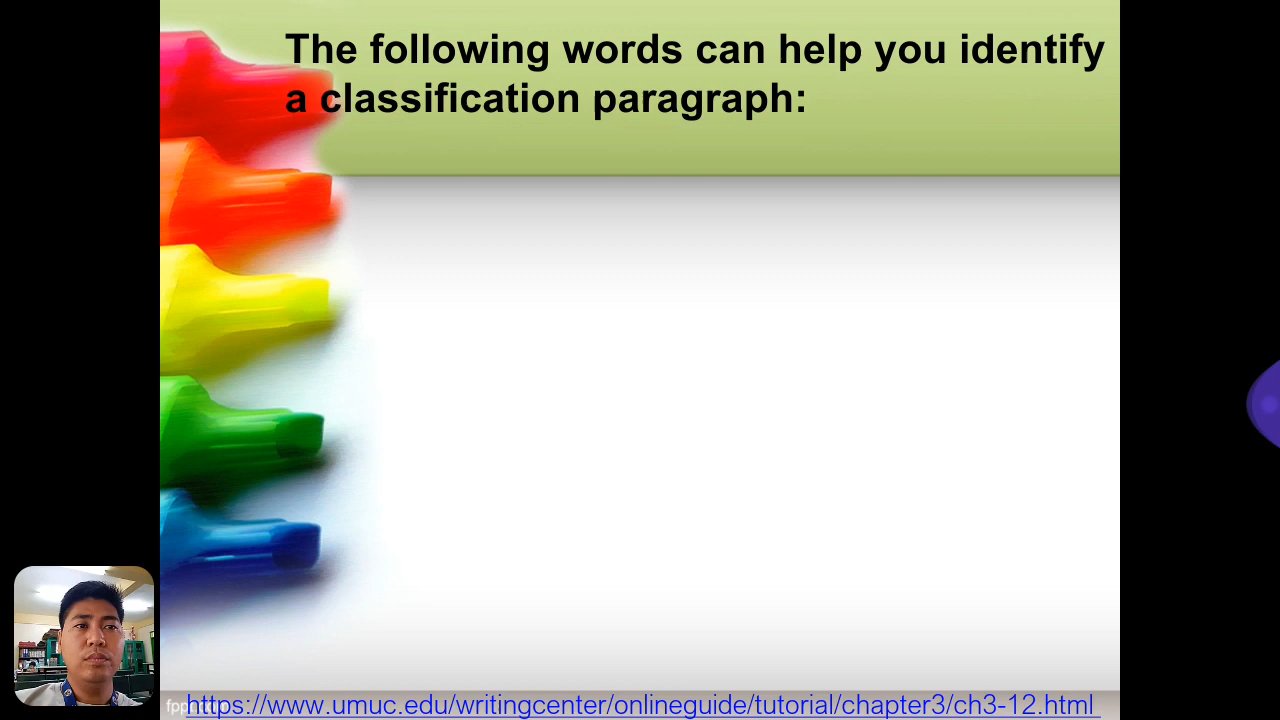 The following words can help you identify
a classification paragraph:
https://www.umuc.edu/writingcenter/onlineguide/tutorial/chapter3/ch3-12.html